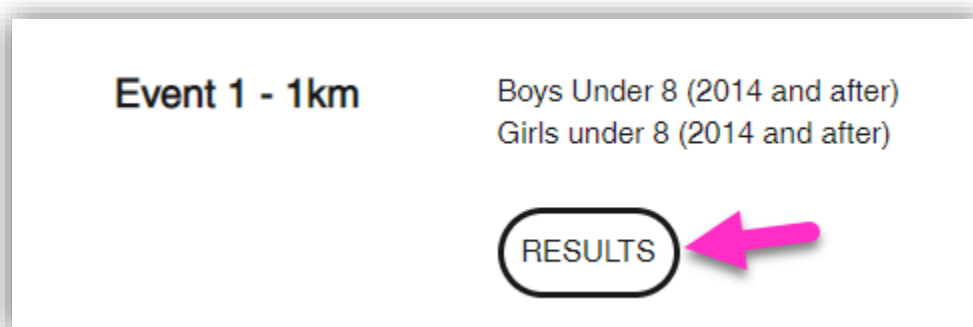 Event 1 - 1km
Boys Under 8 (2014 and after)
Girls under 8 (2014 and after)
RESULTS